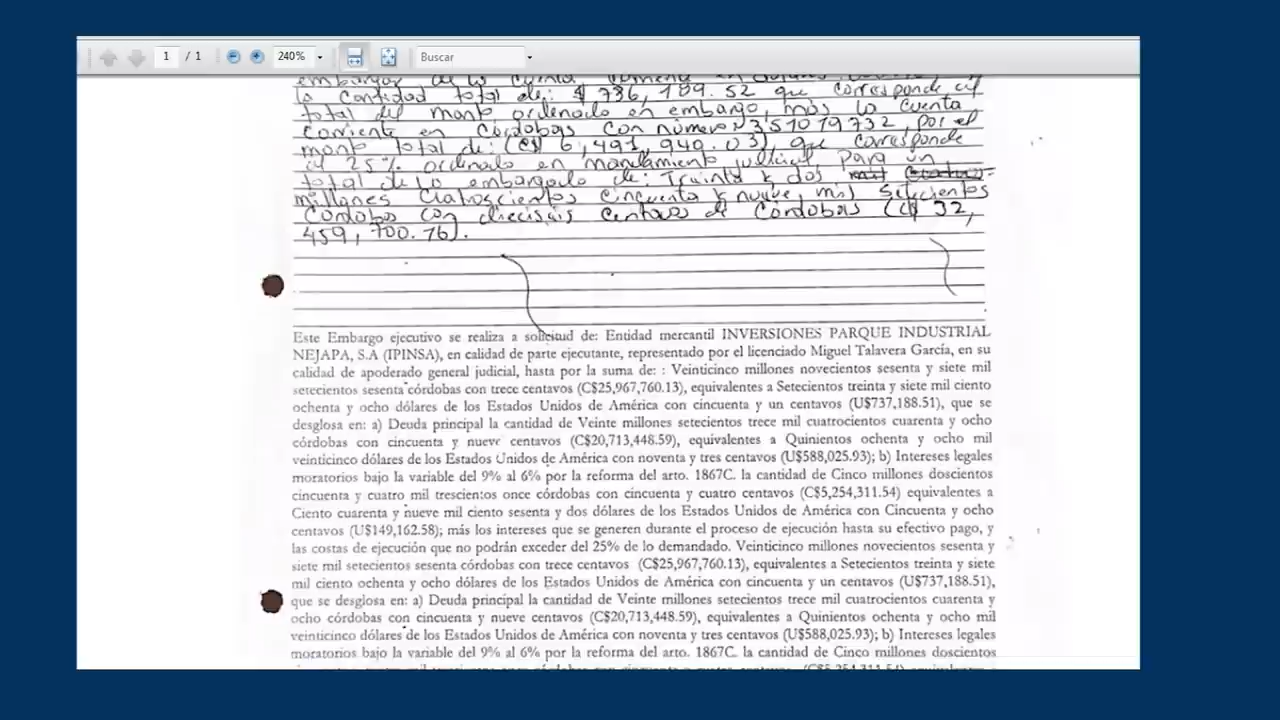 1 / 1 240% Buscar
embargar de la cuenta corriente en dolares
la cantidad total de: $ 736, 189.52 que corresponde al
total del monto ordenado en embargo, más la cuenta
corriente en Córdobas con número: 351019732, por el
monto total de: (C$ 6,491,940.03), que corresponde
al 25% ordenado en mandamiento judicial, para un
total de lo embargado de: Treinta y dos
millones Cuatroscientos cincuenta y nueve mil setecientos
Córdobas con dieciséis centavos de Córdobas (C$ 32,
459, 700.76).
Este Embargo ejecutivo se realiza a solicitud de: Entidad mercantil INVERSIONES PARQUE INDUSTRIAL
NEJAPA, S.A (IPINSA), en calidad de parte ejecutante, representado por el licenciado Miguel Talavera García, en su
calidad de apoderado general judicial, hasta por la suma de: : Veinticinco millones novecientos sesenta y siete mil
setecientos sesenta córdobas con trece centavos (C$25,967,760.13), equivalentes a Setecientos treinta y siete mil ciento
ochenta y ocho dólares de los Estados Unidos de América con cincuenta y un centavos (U$737,188.51), que se
desglosa en: a) Deuda principal la cantidad de Veinte millones setecientos trece mil cuatrocientos cuarenta y ocho
córdobas con cincuenta y nueve centavos (C$20,713,448.59), equivalentes a Quinientos ochenta y ocho mil
veinticinco dólares de los Estados Unidos de América con noventa y tres centavos (U$588,025.93); b) Intereses legales
moratorios bajo la variable del 9% al 6% por la reforma del arto. 1867C. la cantidad de Cinco millones doscientos
cincuenta y cuatro mil trescientos once córdobas con cincuenta y cuatro centavos (C$5,254,311.54) equivalentes a
Ciento cuarenta y nueve mil ciento sesenta y dos dólares de los Estados Unidos de América con Cincuenta y ocho
centavos (U$149,162.58); más los intereses que se generen durante el proceso de ejecución hasta su efectivo pago, y
las costas de ejecución que no podrán exceder del 25% de lo demandado. Veinticinco millones novecientos sesenta y
siete mil setecientos sesenta córdobas con trece centavos (C$25,967,760.13), equivalentes a Setecientos treinta y siete
mil ciento ochenta y ocho dólares de los Estados Unidos de América con cincuenta y un centavos (U$737,188.51),
que se desglosa en: a) Deuda principal la cantidad de Veinte millones setecientos trece mil cuatrocientos cuarenta y
ocho córdobas con cincuenta y nueve centavos (C$20,713,448.59), equivalentes a Quinientos ochenta y ocho mil
veinticinco dólares de los Estados Unidos de América con noventa y tres centavos (U$588,025.93); b) Intereses legales
moratorios bajo la variable del 9% al 6% por la reforma del arto. 1867C. la cantidad de Cinco millones doscientos